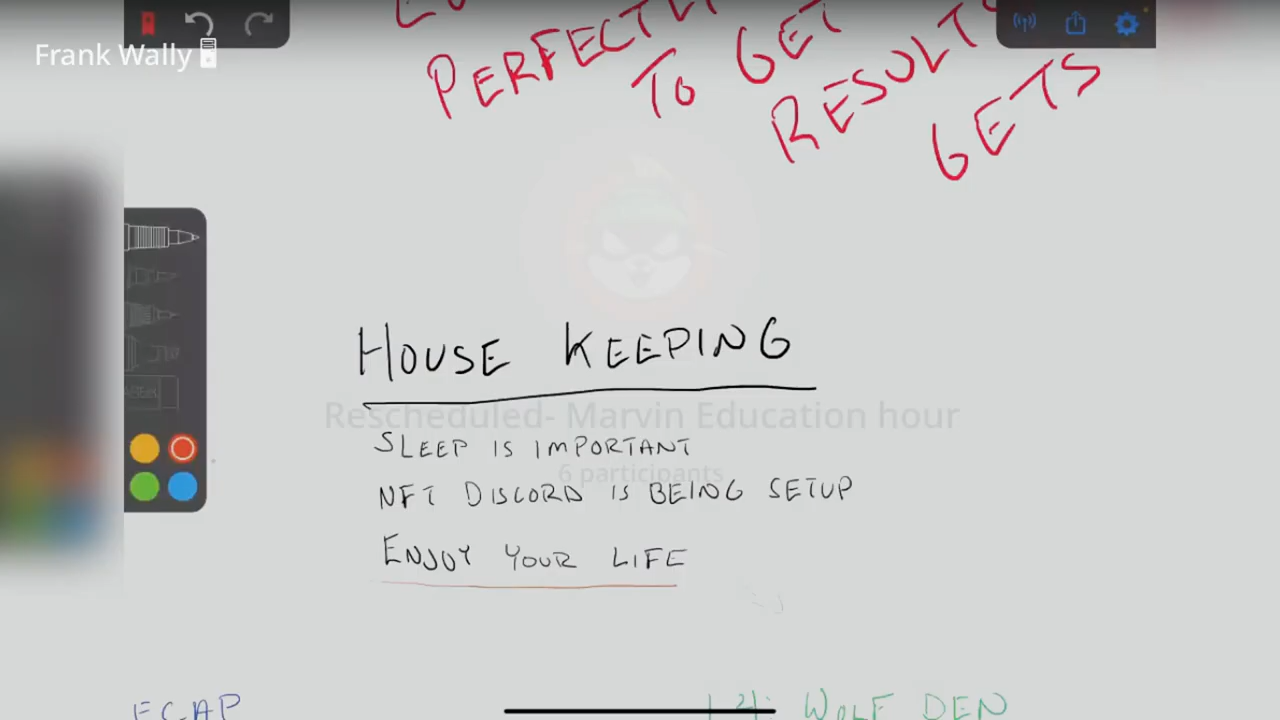 Frank Wally
PERFECTLY
TO GET
RESULTS
GETS
HOUSE KEEPING
Rescheduled- Marvin Education hour
SLEEP IS IMPORTANT
6 participants
NFT DISCORD IS BEING SETUP
ENJOY YOUR LIFE
WOLF DEN